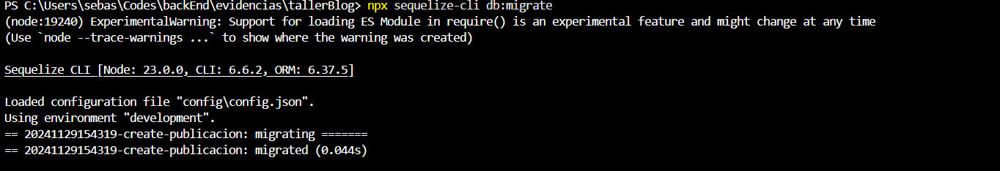 PS C:\Users\sebas\Codes\backEnd\evidencias\tallerBlog> npx sequelize-cli db:migrate
(node:19240) ExperimentalWarning: Support for loading ES Module in require() is an experimental feature and might change at any time
(Use `node --trace-warnings ...` to show where the warning was created)
Sequelize CLI [Node: 23.0.0, CLI: 6.6.2, ORM: 6.37.5]
Loaded configuration file "config\config.json".
Using environment "development".
== 20241129154319-create-publicacion: migrating =======
== 20241129154319-create-publicacion: migrated (0.044s)